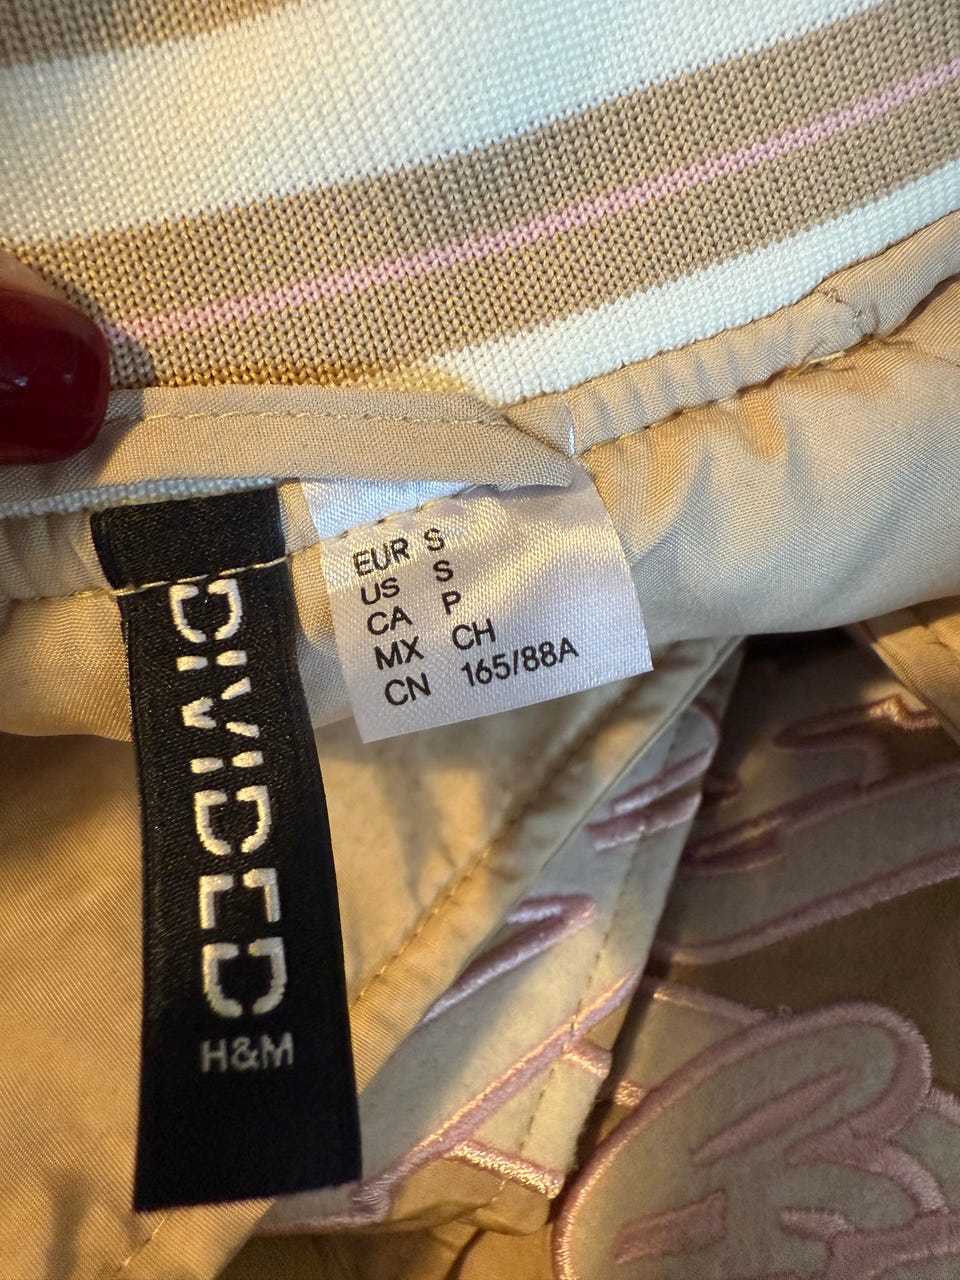 DIVIDED
H&M
EUR S
US S
CA P
MX CH
CN 165/88A